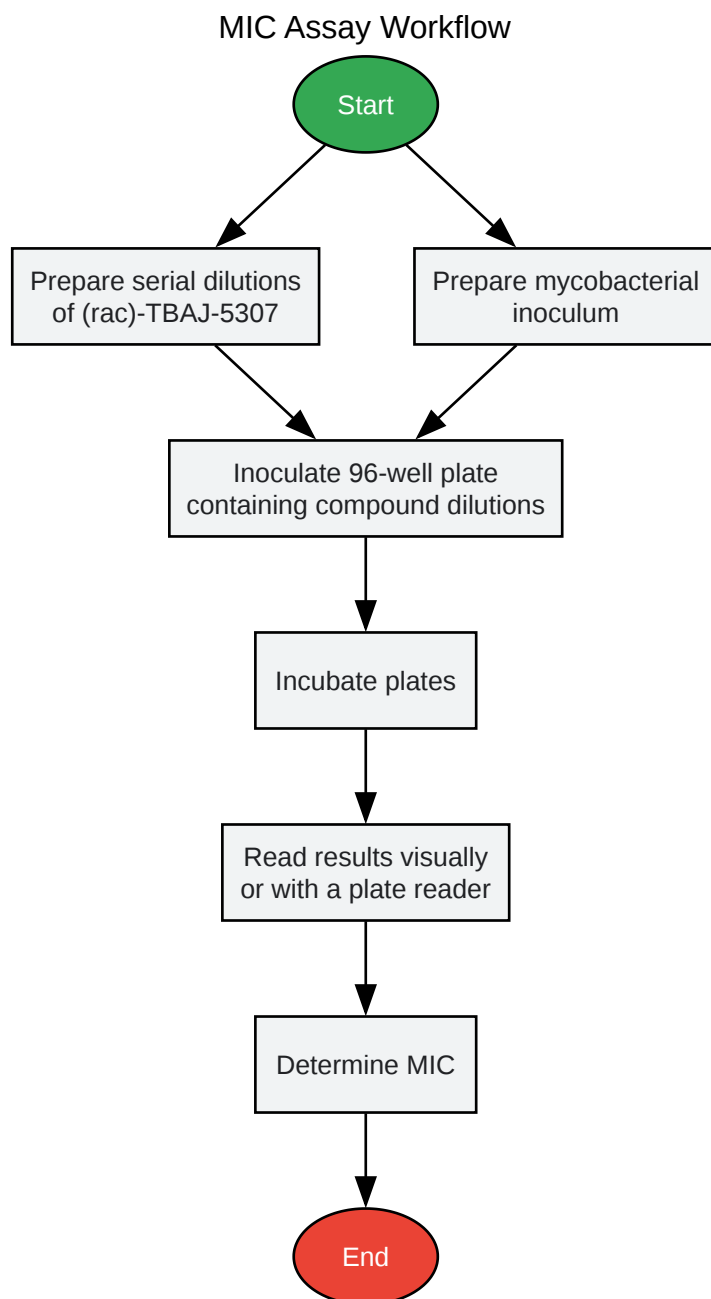 MIC Assay Workflow
Start
Prepare serial dilutions
of (rac)-TBAJ-5307
Prepare mycobacterial
inoculum
Inoculate 96-well plate
containing compound dilutions
Incubate plates
Read results visually
or with a plate reader
Determine MIC
End